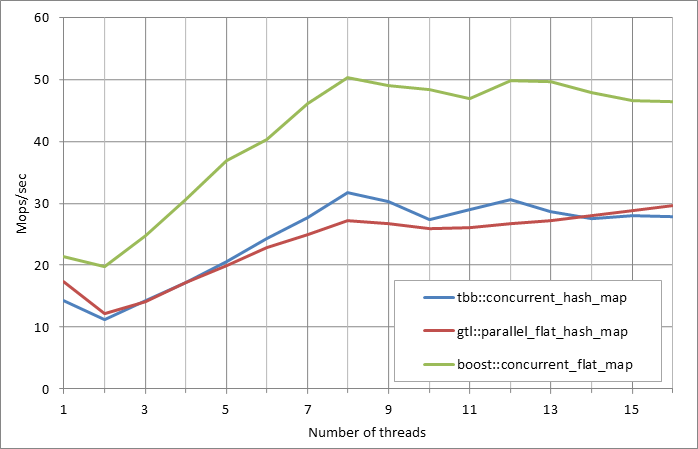 60
50
40
30
20
10
0
Mops/sec
tbb::concurrent_hash_map
gtl::parallel_flat_hash_map
boost::concurrent_flat_map
1 3 5 7 9 11 13 15
Number of threads